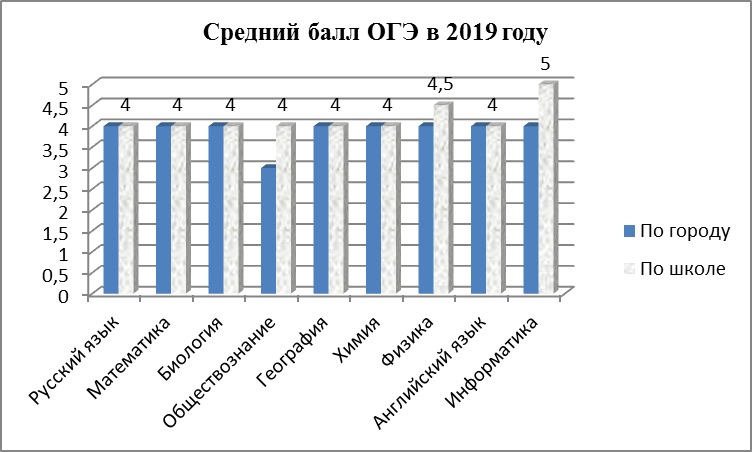 Средний балл ОГЭ в 2019 году
5
4,5
4
3,5
3
2,5
2
1,5
1
0,5
0
4 4 4 4 4 4 4,5 4 5
Русский язык
Математика
Биология
Обществознание
География
Химия
Физика
Английский язык
Информатика
По городу
По школе